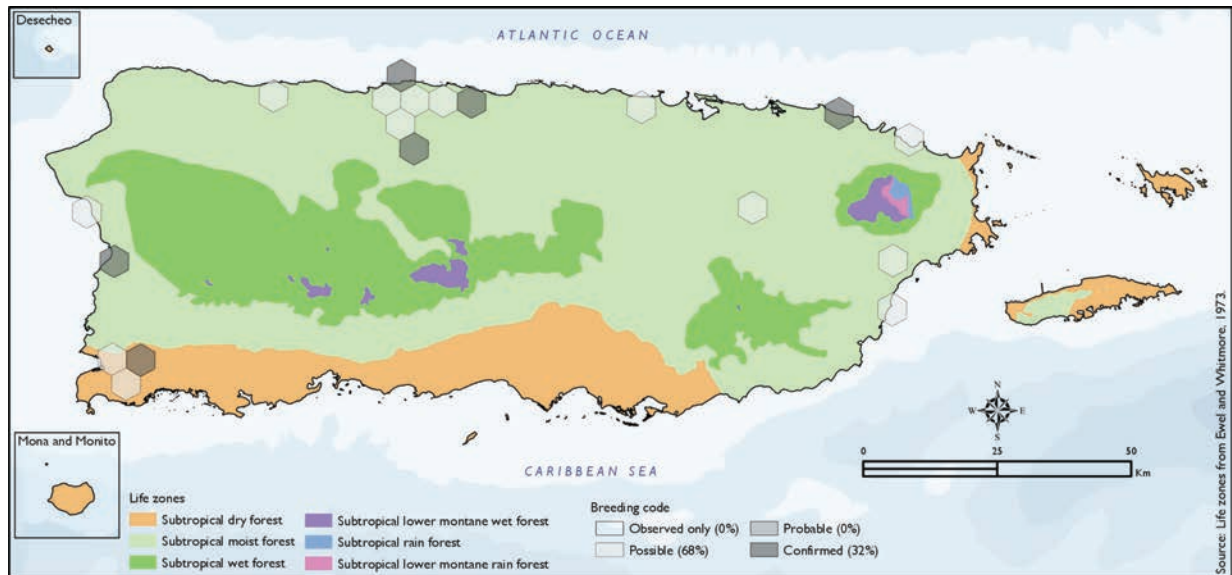 Desecheo
ATLANTIC OCEAN
Mona and Monito
CARIBBEAN SEA
N
W E
S
0 25 50
Km
Life zones
Subtropical dry forest
Subtropical moist forest
Subtropical wet forest
Subtropical lower montane wet forest
Subtropical rain forest
Subtropical lower montane rain forest
Breeding code
Observed only (0%)
Possible (68%)
Probable (0%)
Confirmed (32%)
Source: Life zones from Ewel and Whitmore, 1973.